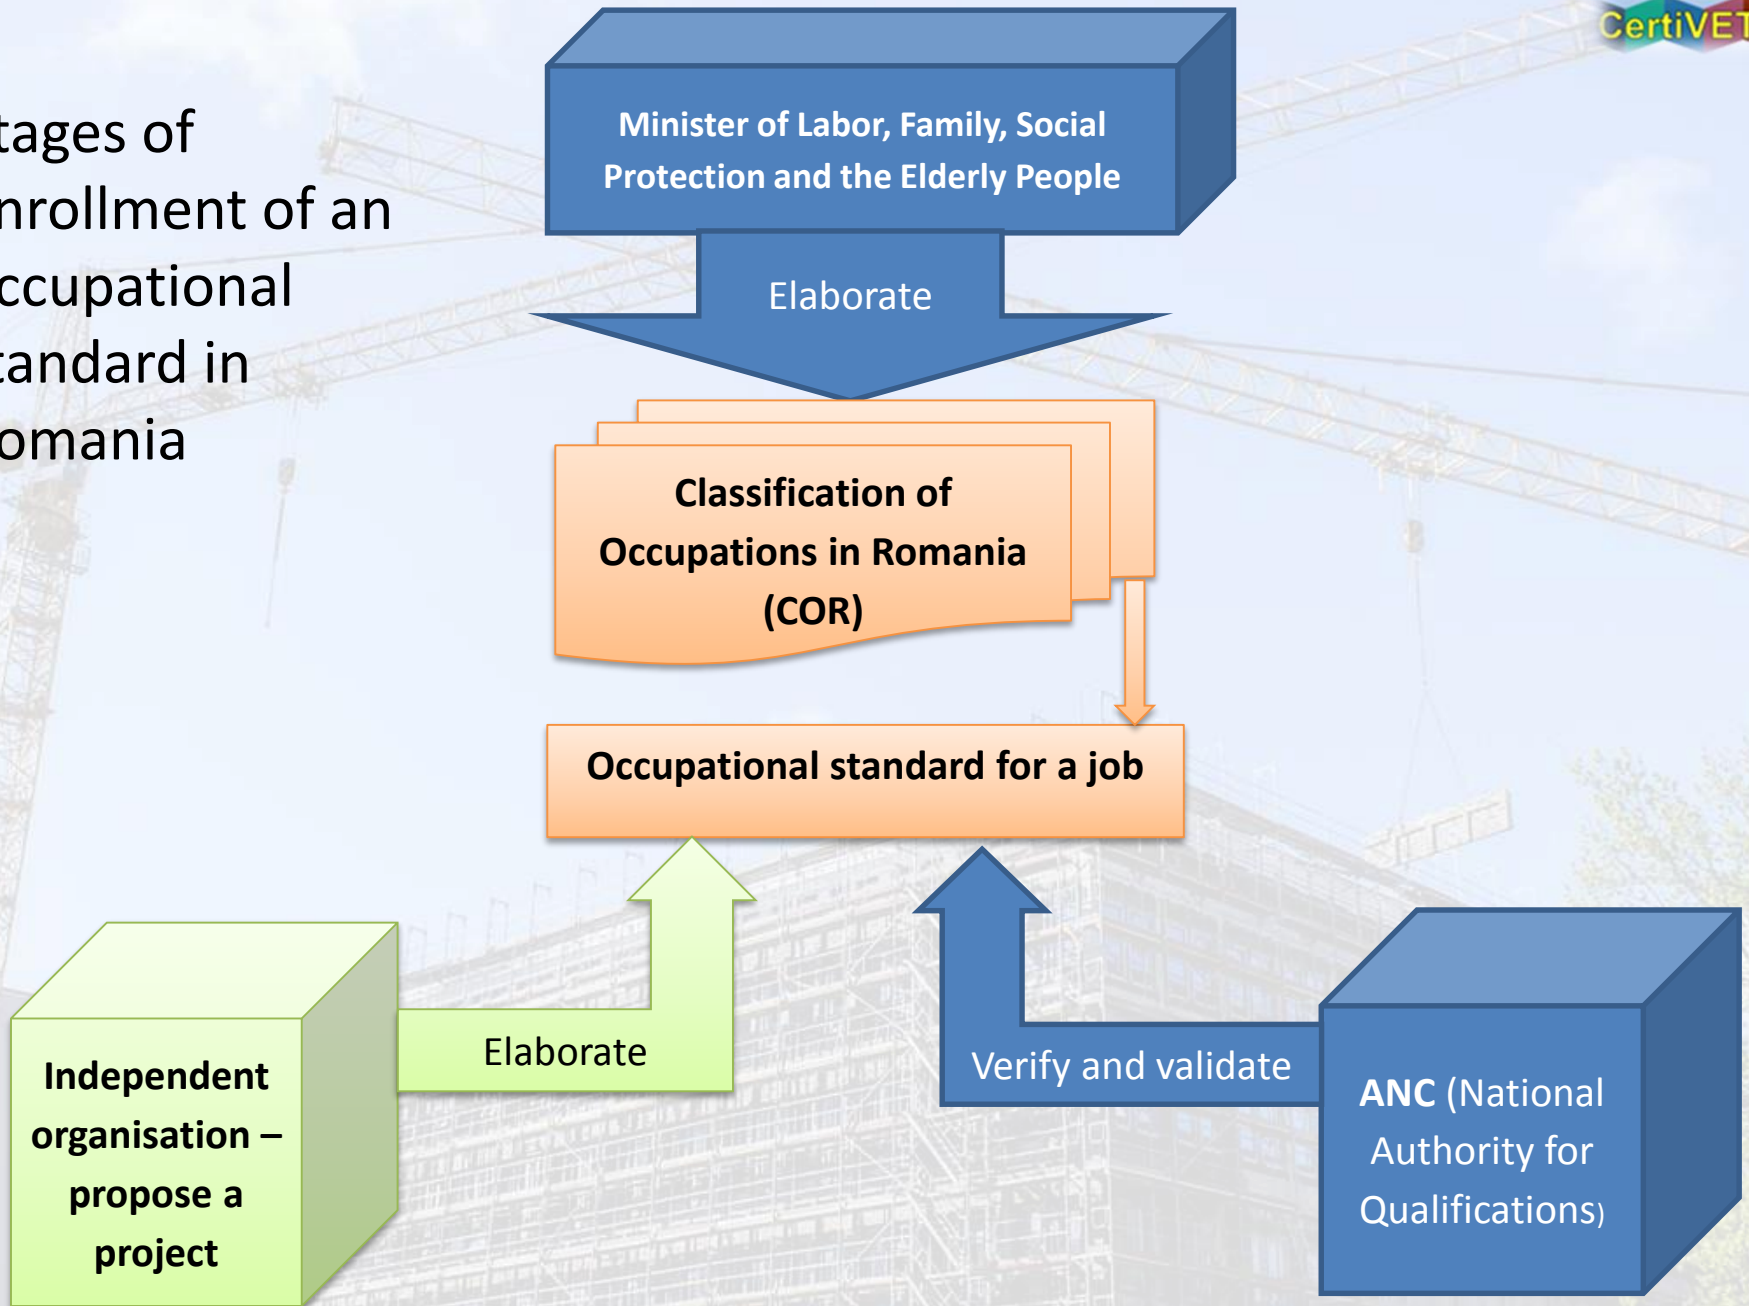 CertiVET
tages of
nrollment of an
ccupational
tandard in
omania
Minister of Labor, Family, Social
Protection and the Elderly People
Elaborate
Classification of
Occupations in Romania
(COR)
Occupational standard for a job
Elaborate
Verify and validate
Independent
organisation –
propose a
project
ANC (National
Authority for
Qualifications)